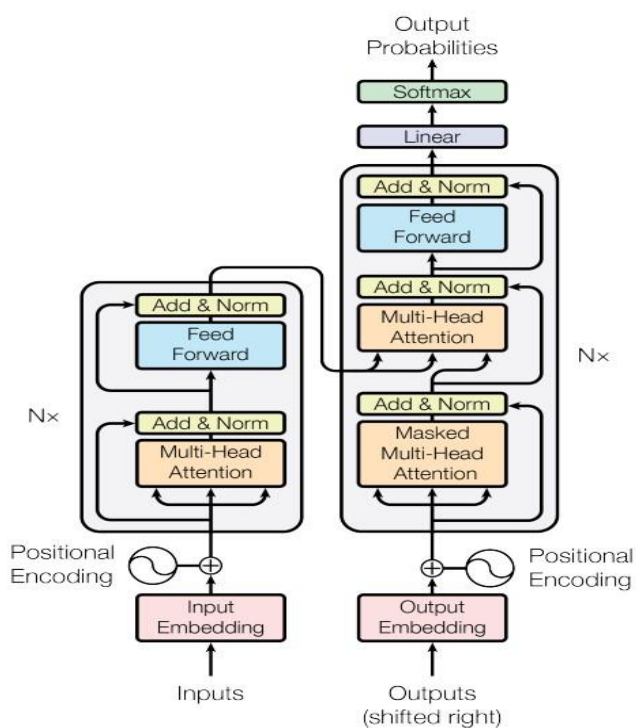 Output
Probabilities
Softmax
Linear
Add & Norm
Feed
Forward
Add & Norm
Multi-Head
Attention
Add & Norm
Masked
Multi-Head
Attention
N×
Add & Norm
Feed
Forward
Add & Norm
Multi-Head
Attention
N×
Positional
Encoding
Positional
Encoding
Input
Embedding
Output
Embedding
Inputs
Outputs
(shifted right)